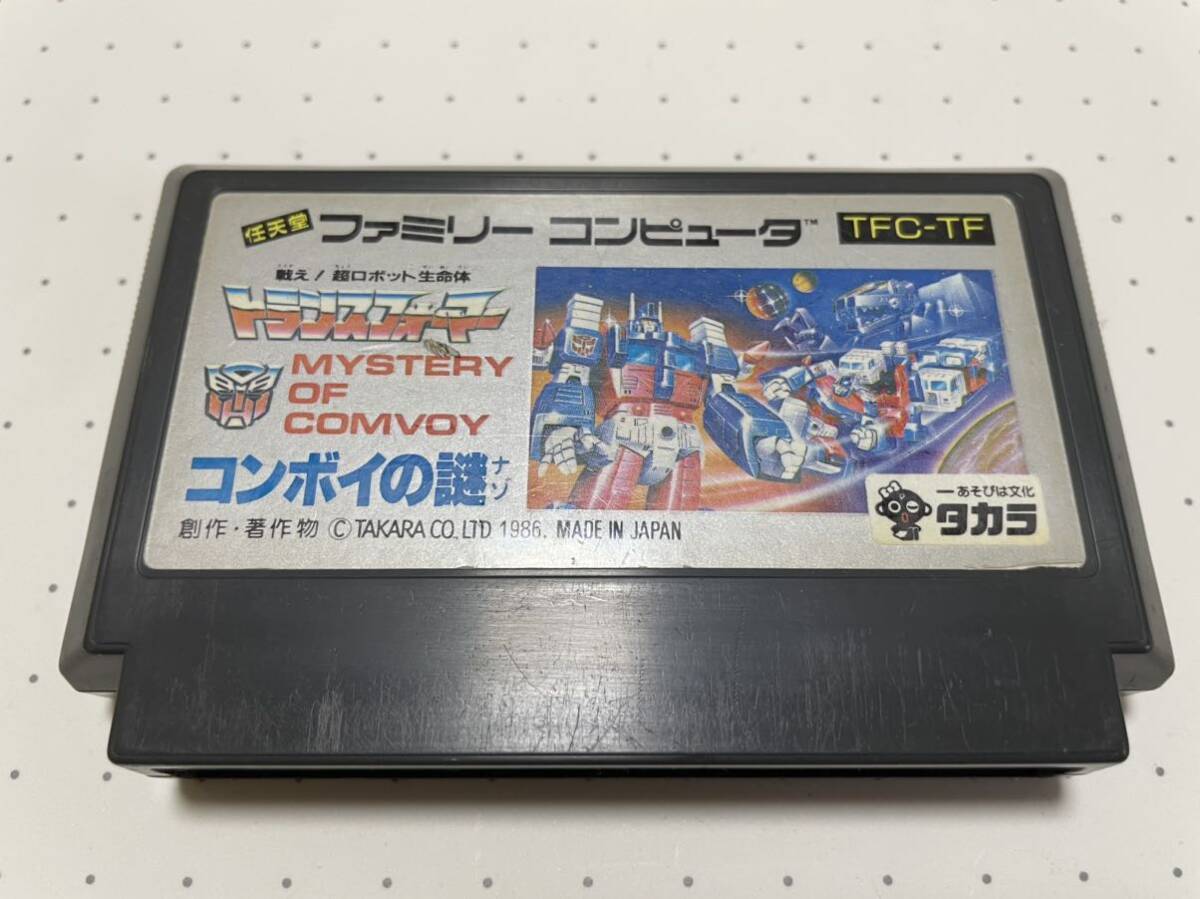 任天堂 ファミリー コンピュータ™ TFC-TF
戦え!超ロボット生命体
トランスフォーマー
MYSTERY
OF
COMVOY
コンボイの謎
ナゾ
創作・著作物 © TAKARA CO. LTD 1986. MADE IN JAPAN
ーあそびは文化
タカラ